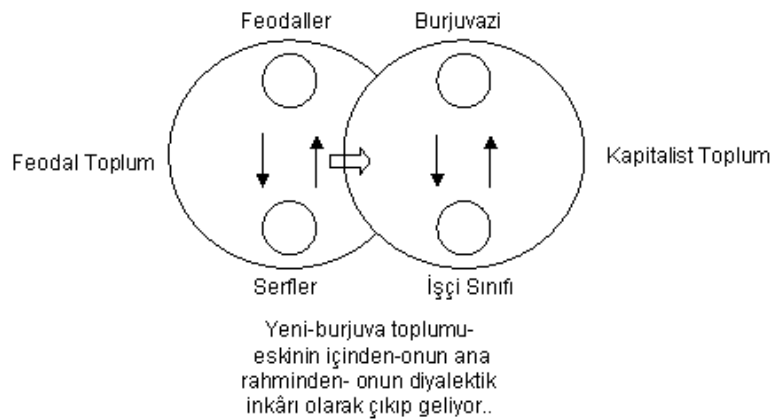 Feodaller
Burjuvazi
Feodal Toplum
Kapitalist Toplum
Serfler
İşçi Sınıfı
Yeni-burjuva toplumu-
eskinin içinden-onun ana
rahminden- onun diyalektik
inkârı olarak çıkıp geliyor..